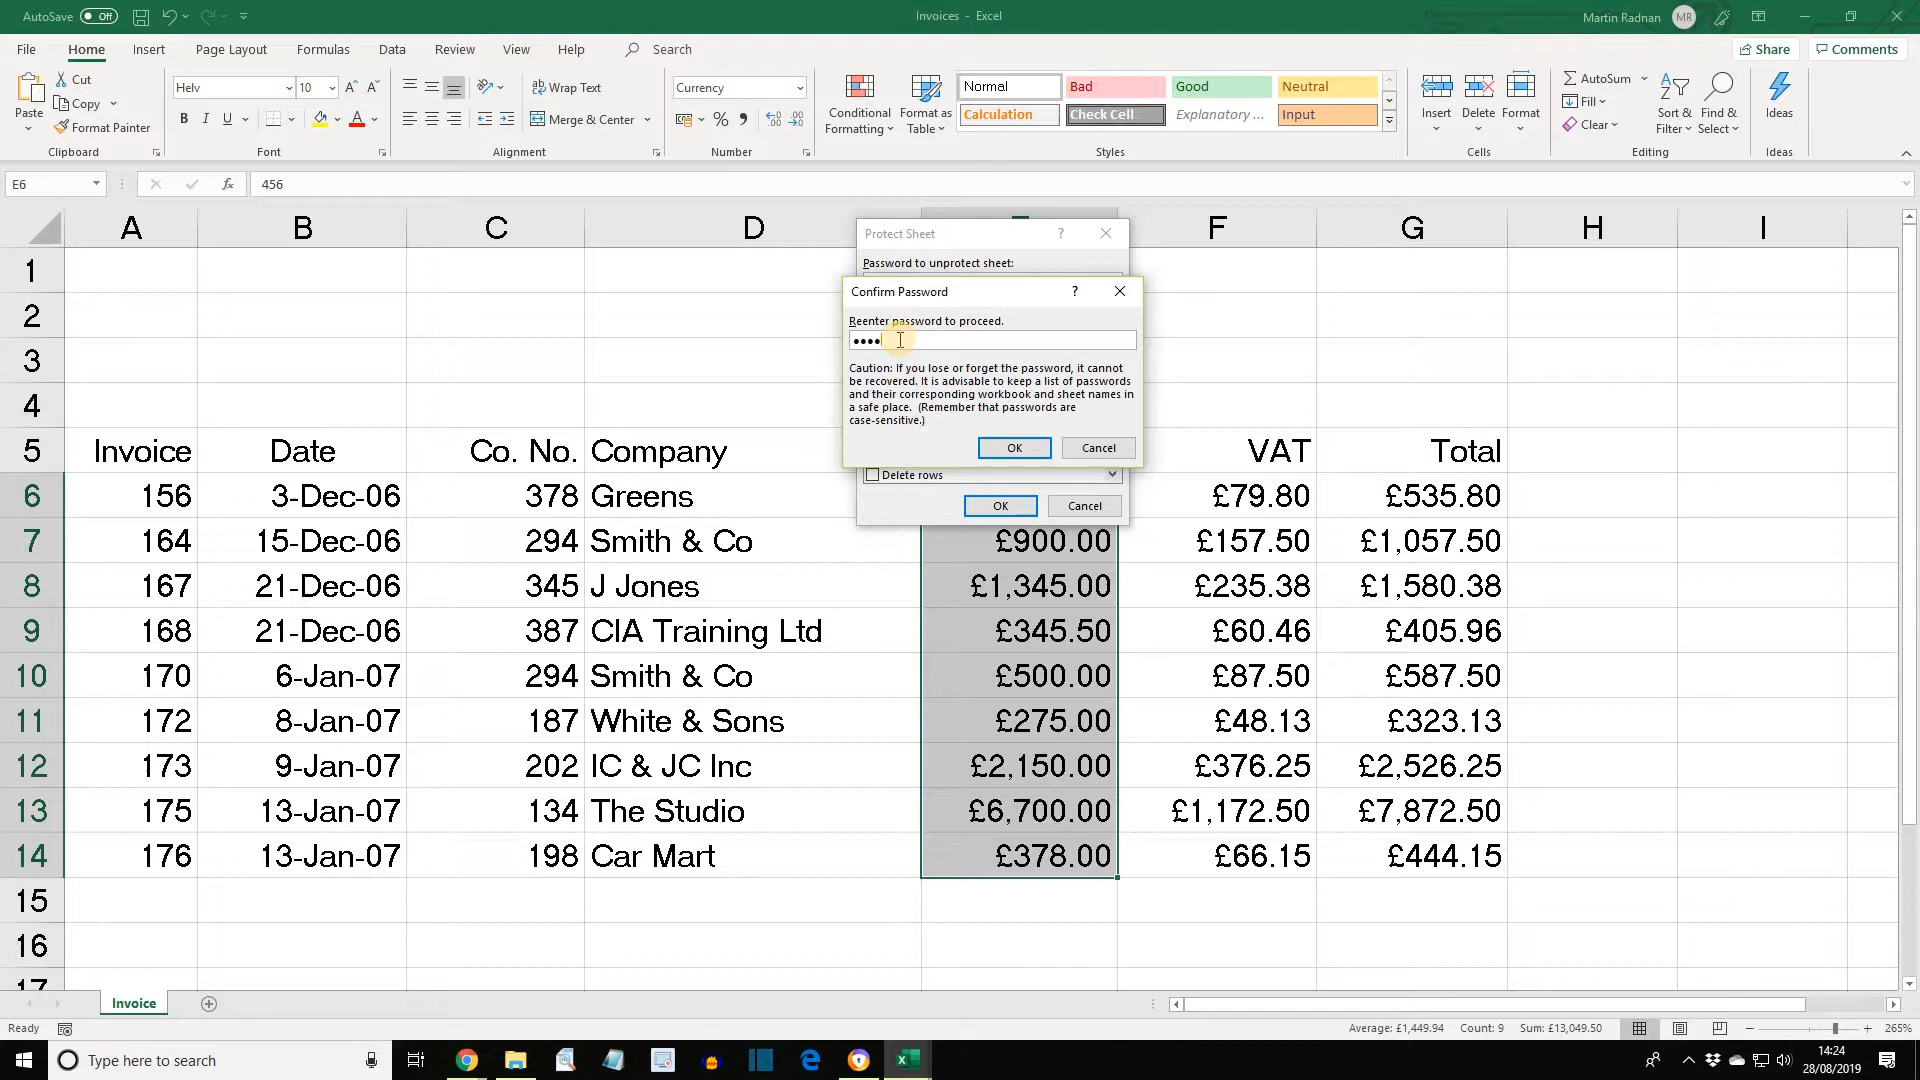 AutoSave Off
Invoices - Excel
Martin Radnan MR
File Home Insert Page Layout Formulas Data Review View Help Search
Share Comments
Paste
Cut
Copy
Format Painter
Clipboard
Helv 10
B I U
Font
Wrap Text
Merge & Center
Alignment
Currency
Number
Conditional Formatting
Format as Table
Normal Bad Good Neutral
Calculation Check Cell Explanatory ... Input
Styles
Insert Delete Format
Cells
AutoSum
Fill
Clear
Sort & Filter
Find & Select
Editing
Ideas
Ideas
E6 fx 456
A B C D F G H I
1
2
3
4
5 Invoice Date Co. No. Company VAT Total
6 156 3-Dec-06 378 Greens £79.80 £535.80
7 164 15-Dec-06 294 Smith & Co £900.00 £157.50 £1,057.50
8 167 21-Dec-06 345 J Jones £1,345.00 £235.38 £1,580.38
9 168 21-Dec-06 387 CIA Training Ltd £345.50 £60.46 £405.96
10 170 6-Jan-07 294 Smith & Co £500.00 £87.50 £587.50
11 172 8-Jan-07 187 White & Sons £275.00 £48.13 £323.13
12 173 9-Jan-07 202 IC & JC Inc £2,150.00 £376.25 £2,526.25
13 175 13-Jan-07 134 The Studio £6,700.00 £1,172.50 £7,872.50
14 176 13-Jan-07 198 Car Mart £378.00 £66.15 £444.15
15
16
17
Protect Sheet ?
Password to unprotect sheet:
Confirm Password ?
Reenter password to proceed.
••••
Caution: If you lose or forget the password, it cannot
be recovered. It is advisable to keep a list of passwords
and their corresponding workbook and sheet names in
a safe place. (Remember that passwords are
case-sensitive.)
OK Cancel
Delete rows
OK Cancel
Invoice
Ready
Average: £1,449.94 Count: 9 Sum: £13,049.50
265%
Type here to search
14:24
28/08/2019